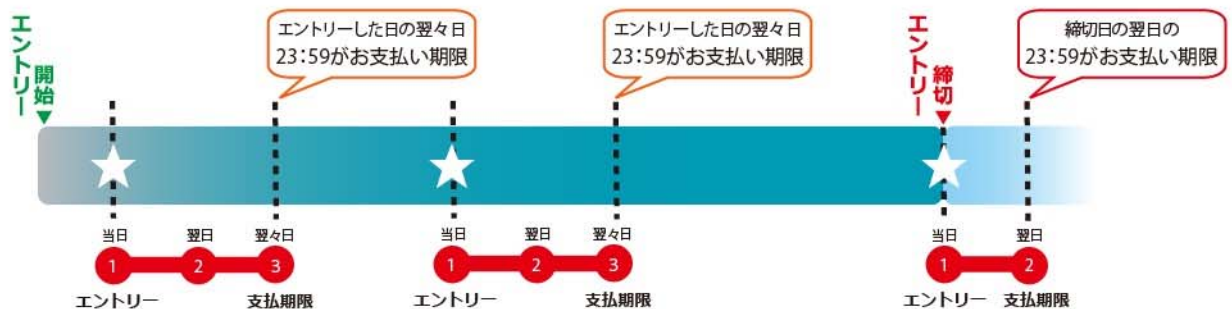 エントリー開始▼
エントリーした日の翌々日
23:59がお支払い期限
エントリーした日の翌々日
23:59がお支払い期限
エントリー締切▼
締切日の翌日の
23:59がお支払い期限
当日 翌日 翌々日
1 2 3
エントリー 支払期限
当日 翌日 翌々日
1 2 3
エントリー 支払期限
当日 翌日
1 2
エントリー 支払期限